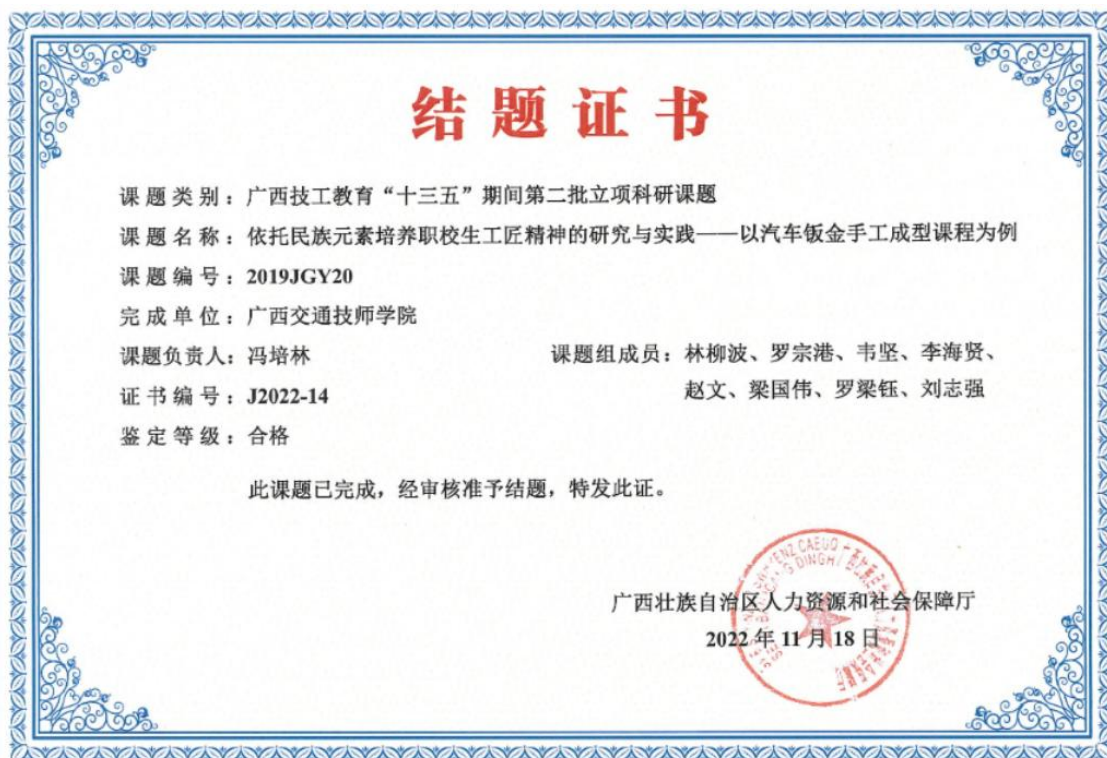 结题证书
课题类别：广西技工教育“十三五”期间第二批立项科研课题
课题名称：依托民族元素培养职校生工匠精神的研究与实践——以汽车钣金手工成型课程为例
课题编号：2019JGY20
完成单位：广西交通技师学院
课题负责人：冯培林
课题组成员：林柳波、罗宗港、韦坚、李海贤、
赵文、梁国伟、罗梁钰、刘志强
证书编号：J2022-14
鉴定等级：合格
此课题已完成，经审核准予结题，特发此证。
广西壮族自治区人力资源和社会保障厅
2022年11月18日